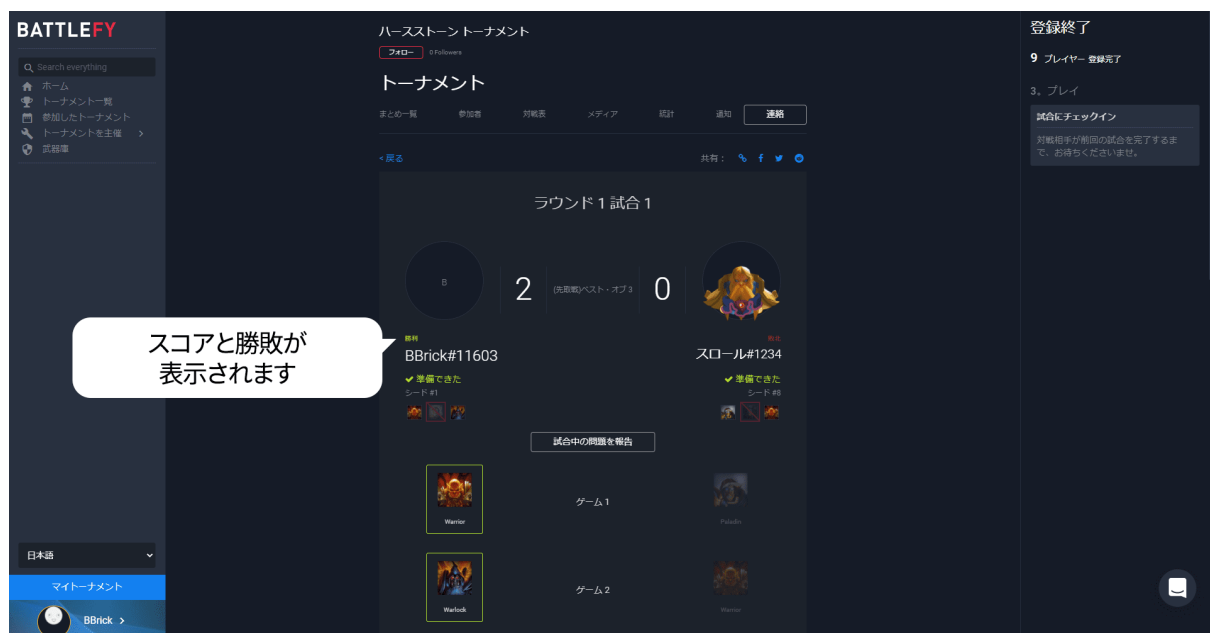 BATTLEFY
Search everything
ホーム
トーナメント一覧
参加したトーナメント
トーナメントを主催
武器庫
日本語
マイトーナメント
BBrick
ハースストーン トーナメント
フォロー 0 Followers
トーナメント
まとめ一覧 参加者 対戦表 メディア 統計 通知 連絡
<戻る 共有：
ラウンド 1 試合 1
B
2 (先取戦)ベスト・オブ 3 0
勝利 敗北
BBrick#11603 スロール#1234
準備できた 準備できた
シード #1 シード #8
試合中の問題を報告
Warrior ゲーム 1 Paladin
Warlock ゲーム 2 Warrior
スコアと勝敗が
表示されます
登録終了
9 プレイヤー 登録完了
3。プレイ
試合にチェックイン
対戦相手が前回の試合を完了するま
で、お待ちくださいませ。